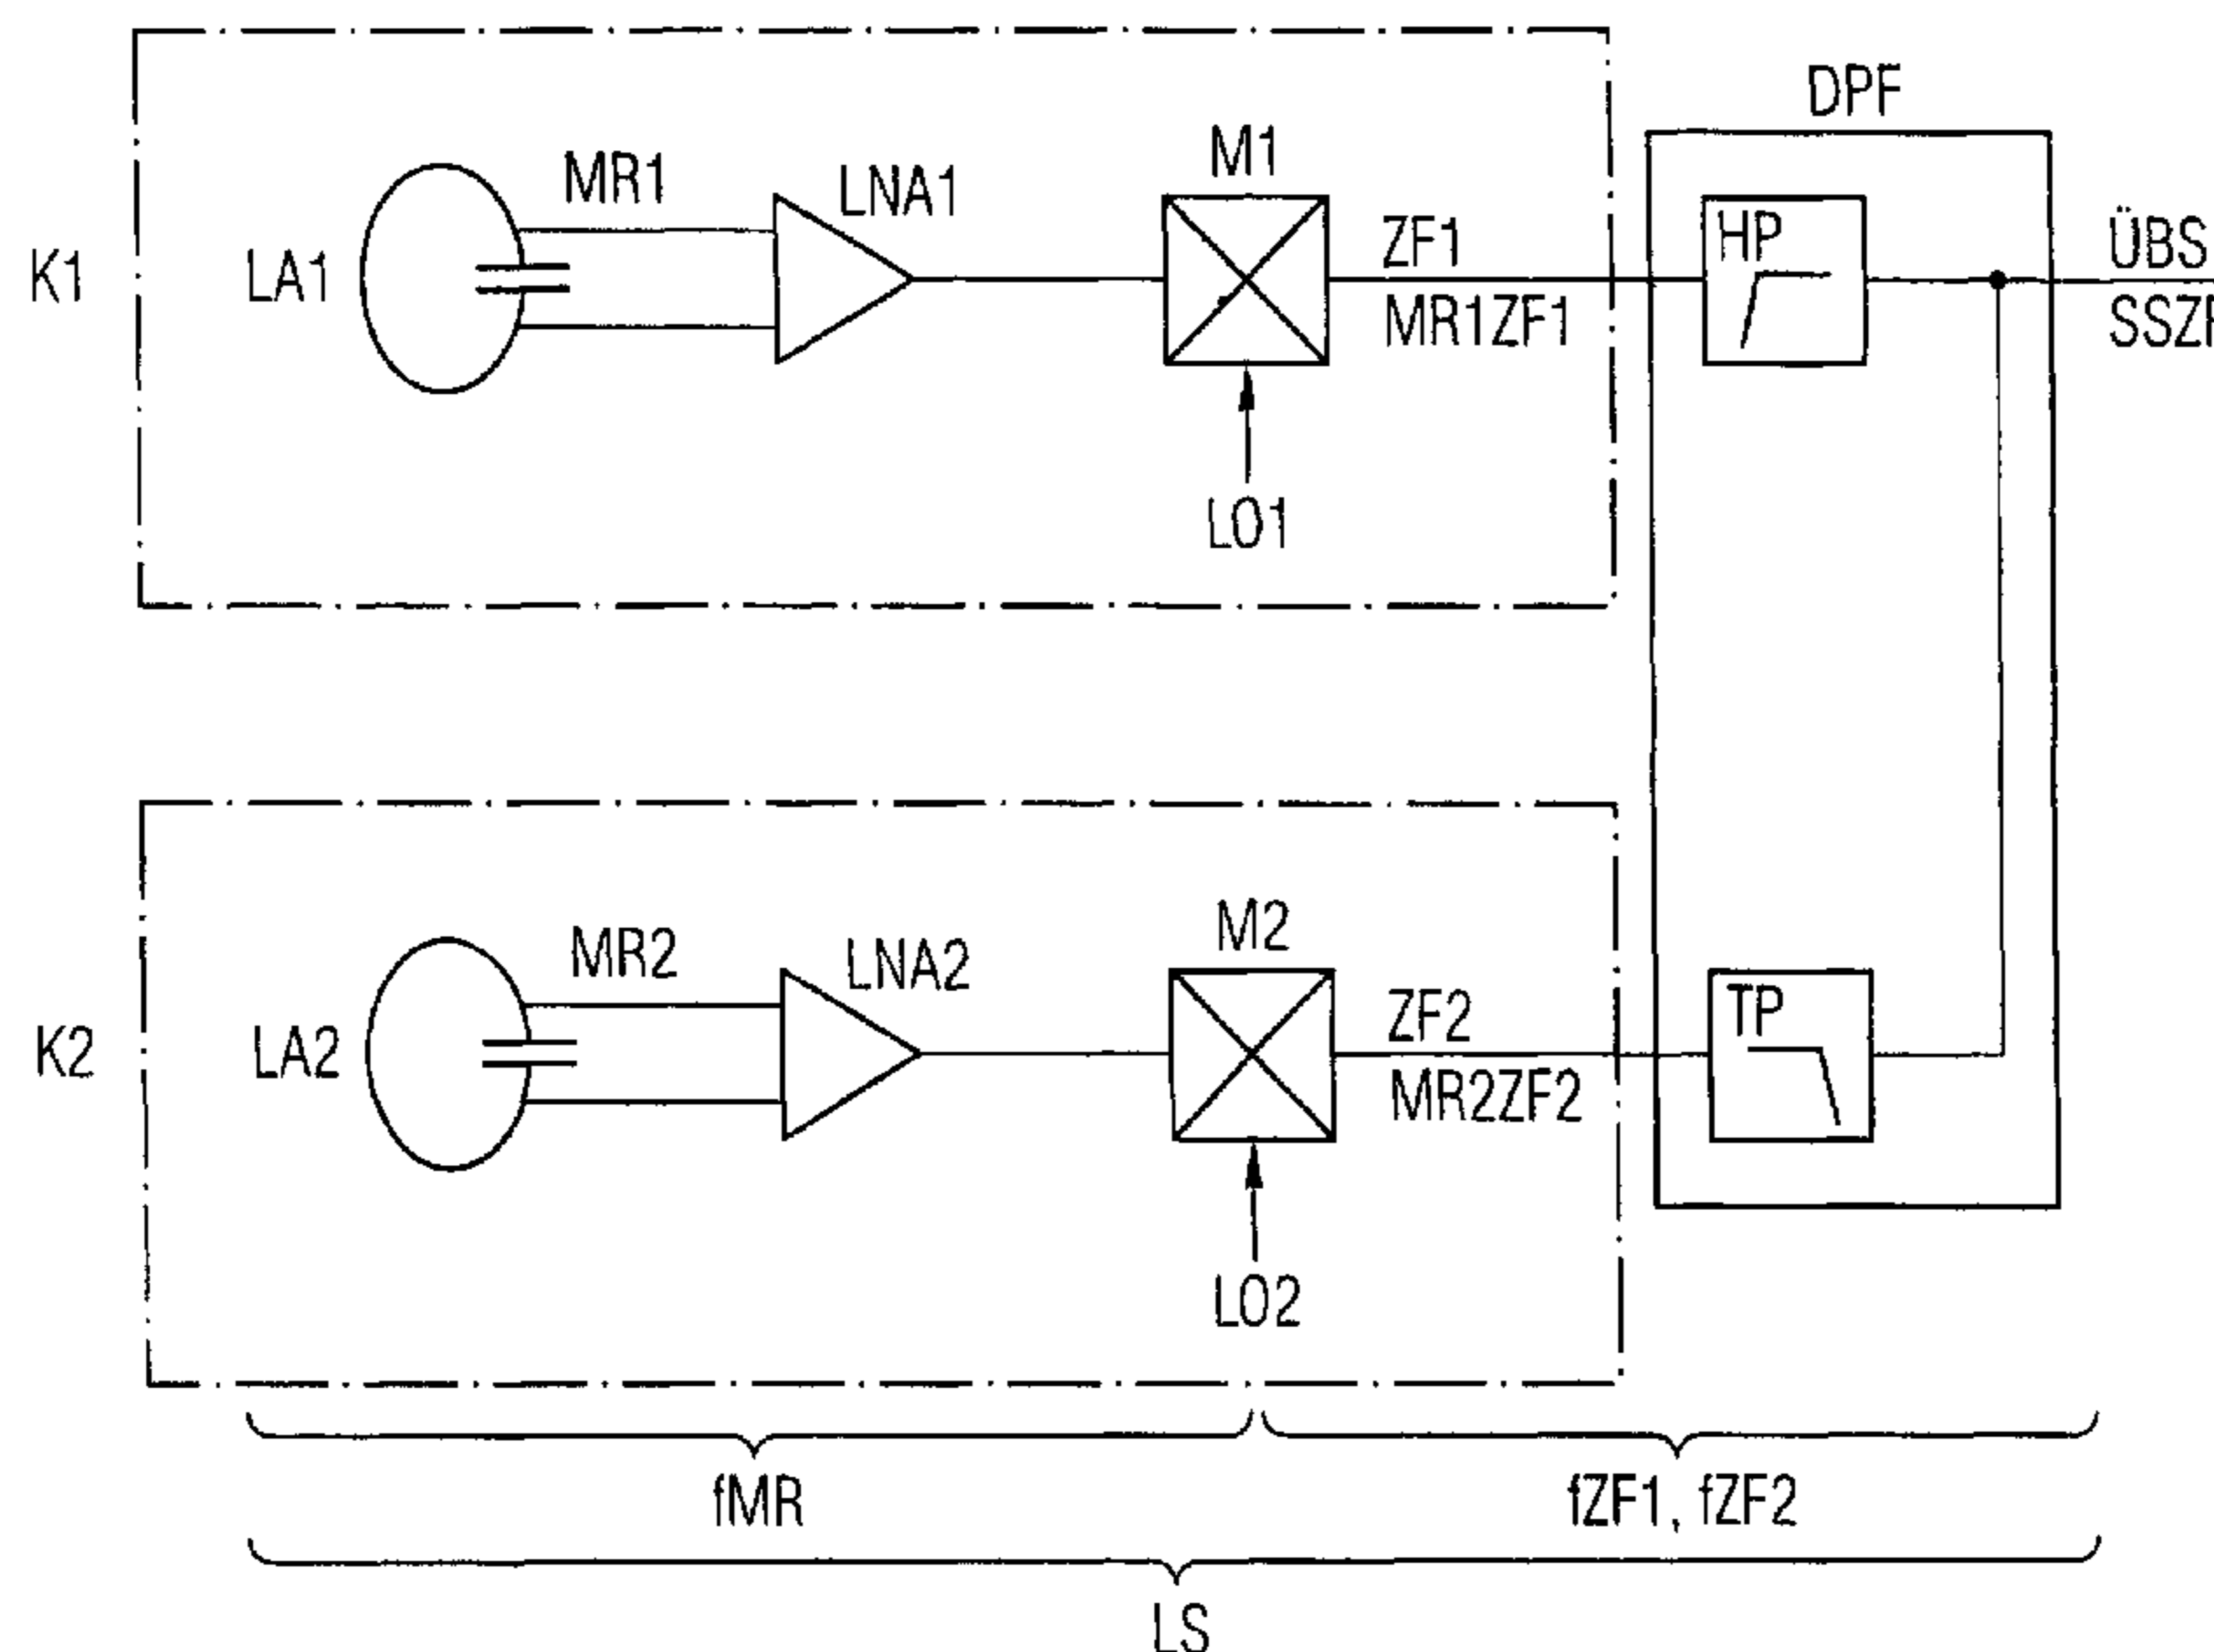 DPF
M1
MR1
LNA1
HP
ZF1
ÜBS
K1
LA1
MR1ZF1
LO1
M2
MR2
LNA2
TP
ZF2
K2
LA2
MR2ZF2
LO2
fMR
fZF1, fZF2
LS